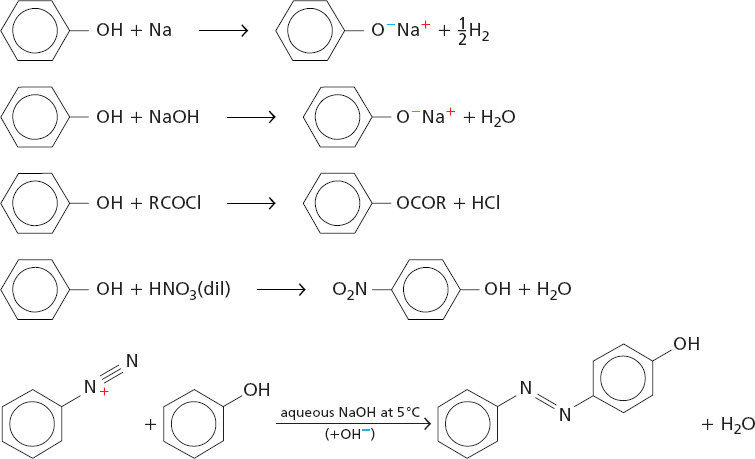 OH + Na ⟶ O⁻Na⁺ + ½H₂
OH + NaOH ⟶ O⁻Na⁺ + H₂O
OH + RCOCl ⟶ OCOR + HCl
OH + HNO₃(dil) ⟶ O₂N OH + H₂O
N⁺≡N + OH aqueous NaOH at 5°C (+OH⁻) ⟶ N=N OH + H₂O